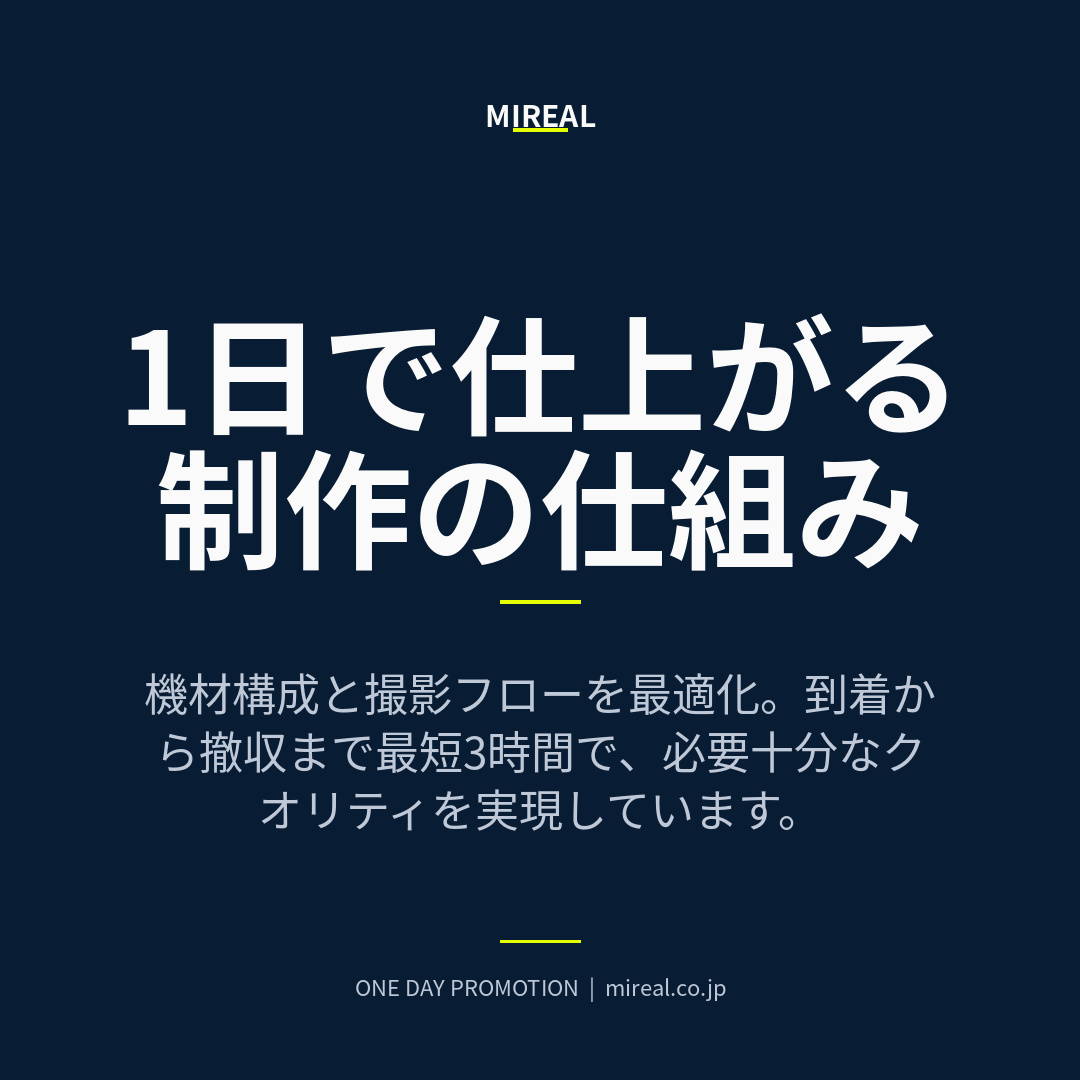 MIREAL
1日で仕上がる
制作の仕組み
機材構成と撮影フローを最適化。到着か
ら撤収まで最短3時間で、必要十分なク
オリティを実現しています。
ONE DAY PROMOTION | mireal.co.jp